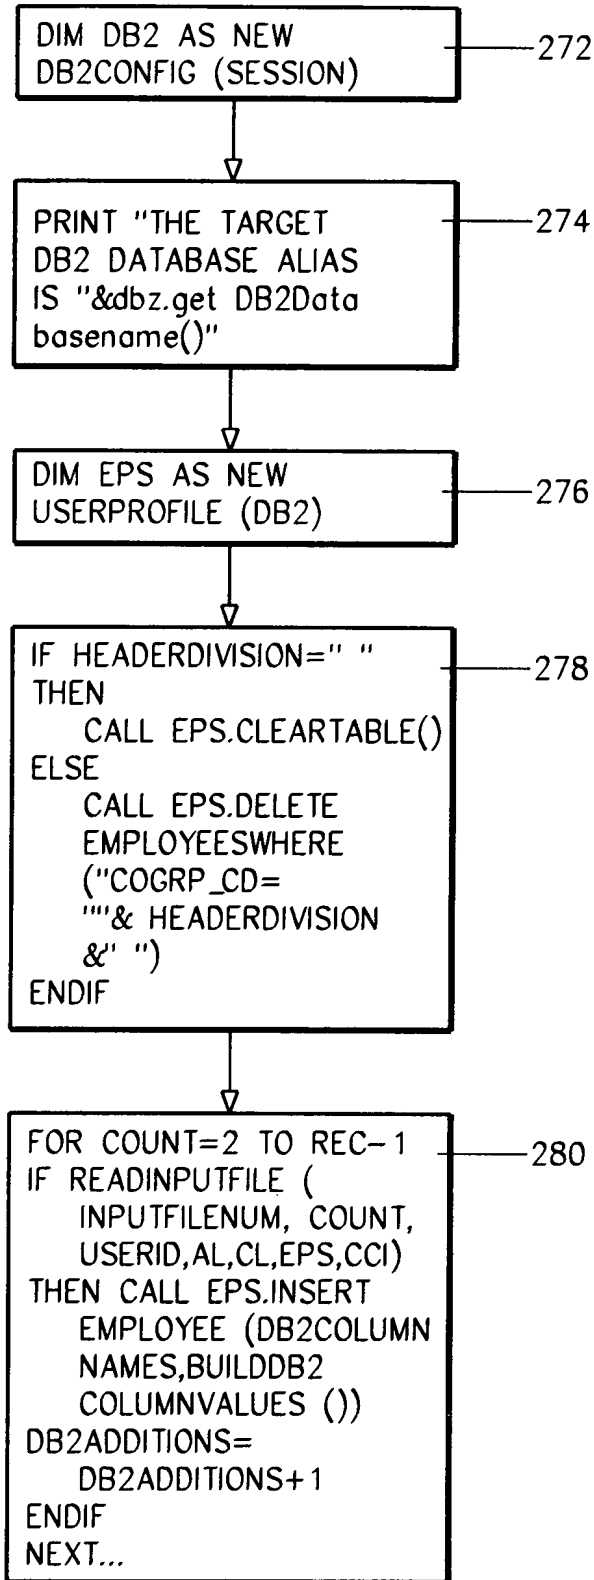 DIM DB2 AS NEW
DB2CONFIG (SESSION)
272
PRINT "THE TARGET
DB2 DATABASE ALIAS
IS "&dbz.get DB2Data
basename()"
274
DIM EPS AS NEW
USERPROFILE (DB2)
276
IF HEADERDIVISION=" "
THEN
CALL EPS.CLEARTABLE()
ELSE
CALL EPS.DELETE
EMPLOYEESWHERE
("COGRP_CD=
"""& HEADERDIVISION
&" ")
ENDIF
278
FOR COUNT=2 TO REC-1
IF READINPUTFILE (
INPUTFILENUM, COUNT,
USERID,AL,CL,EPS,CCI)
THEN CALL EPS.INSERT
EMPLOYEE (DB2COLUMN
NAMES,BUILDDB2
COLUMNVALUES ())
DB2ADDITIONS=
DB2ADDITIONS+1
ENDIF
NEXT...
280